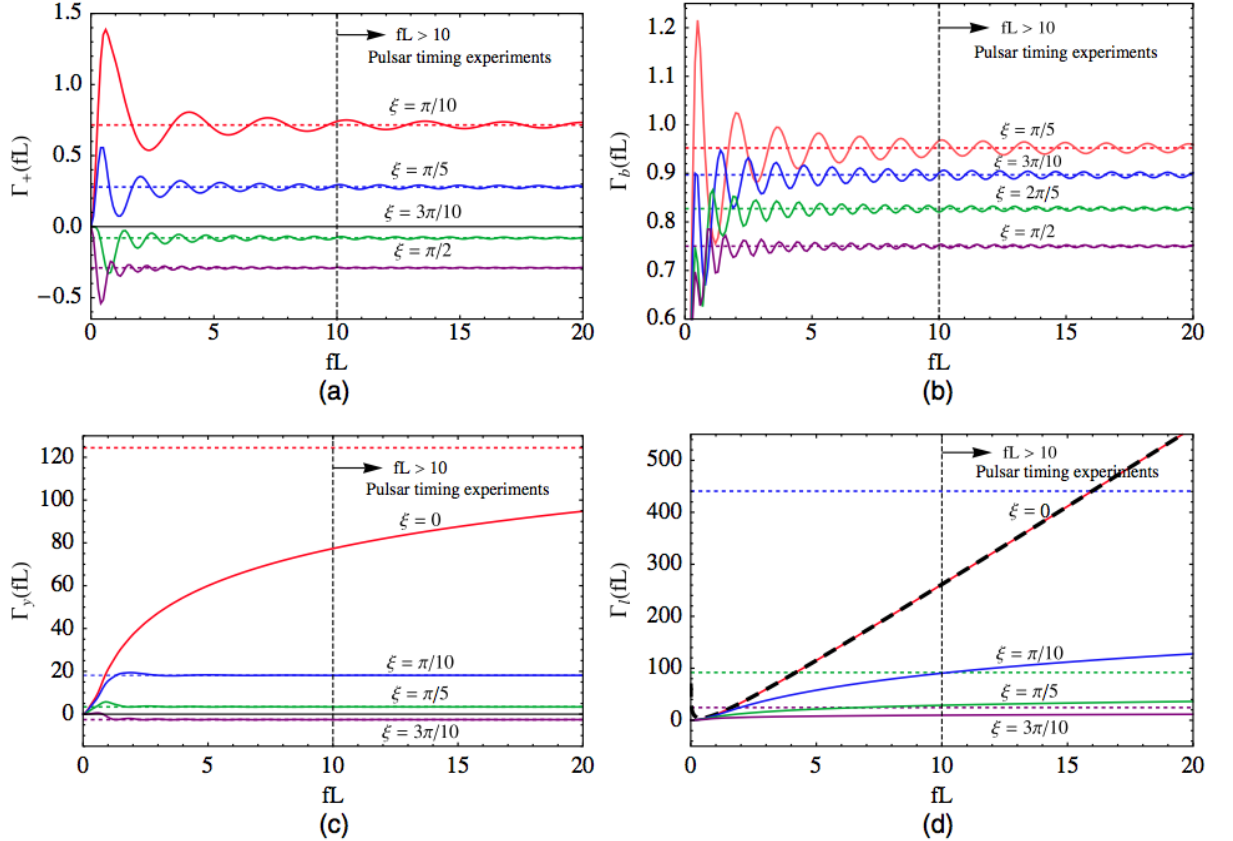 1.5
1.0
0.5
0.0
−0.5
0
5
10
15
20
Γ+(fL)
fL
fL > 10
Pulsar timing experiments
ξ = π/10
ξ = π/5
ξ = 3π/10
ξ = π/2
(a)
1.2
1.1
1.0
0.9
0.8
0.7
0.6
0
5
10
15
20
Γb(fL)
fL
fL > 10
Pulsar timing experiments
ξ = π/5
ξ = 3π/10
ξ = 2π/5
ξ = π/2
(b)
120
100
80
60
40
20
0
0
5
10
15
20
Γy(fL)
fL
fL > 10
Pulsar timing experiments
ξ = 0
ξ = π/10
ξ = π/5
ξ = 3π/10
(c)
500
400
300
200
100
0
0
5
10
15
20
Γl(fL)
fL
fL > 10
Pulsar timing experiments
ξ = 0
ξ = π/10
ξ = π/5
ξ = 3π/10
(d)